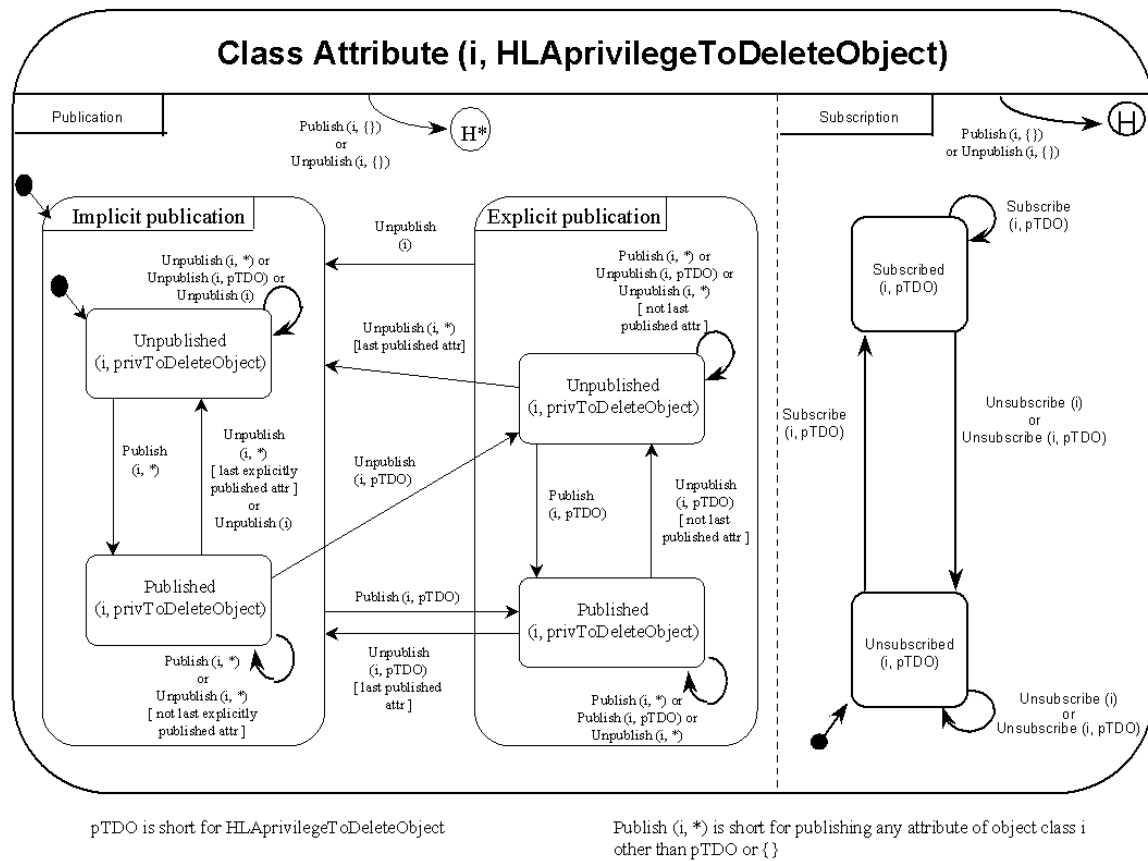 Class Attribute (i, HLAprivilegeToDeleteObject)
Publication
Publish (i, {})
or
Unpublish (i, {})
H*
Subscription
Publish (i, {})
or Unpublish (i, {})
H
Implicit publication
Unpublish (i, *) or
Unpublish (i, pTDO) or
Unpublish (i)
Unpublished
(i, privToDeleteObject)
Publish
(i, *)
Unpublish
(i, *)
[ last explicitly
published attr ]
or
Unpublish (i)
Published
(i, privToDeleteObject)
Publish (i, *)
or
Unpublish (i, *)
[ not last explicitly
published attr ]
Unpublish
(i)
Unpublish (i, *)
[last published attr]
Unpublish
(i, pTDO)
Publish (i, pTDO)
Unpublish
(i, pTDO)
[ last published
attr ]
Explicit publication
Publish (i, *) or
Unpublish (i, pTDO) or
Unpublish (i, *)
[ not last
published attr ]
Unpublished
(i, privToDeleteObject)
Publish
(i, pTDO)
Unpublish
(i, pTDO)
[ not last
published attr ]
Published
(i, privToDeleteObject)
Publish (i, *) or
Publish (i, pTDO) or
Unpublish (i, *)
Subscribe
(i, pTDO)
Subscribed
(i, pTDO)
Subscribe
(i, pTDO)
Unsubscribe (i)
or
Unsubscribe (i, pTDO)
Unsubscribed
(i, pTDO)
Unsubscribe (i)
or
Unsubscribe (i, pTDO)
pTDO is short for HLAprivilegeToDeleteObject
Publish (i, *) is short for publishing any attribute of object class i
other than pTDO or {}